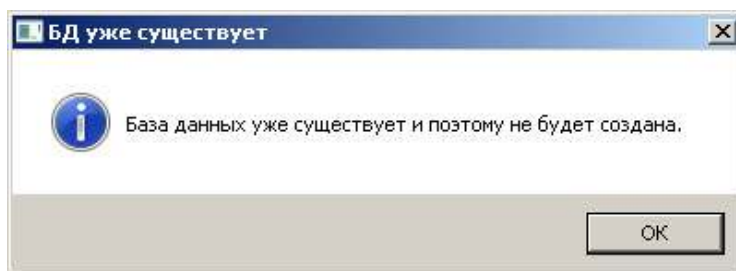 БД уже существует
База данных уже существует и поэтому не будет создана.
OK